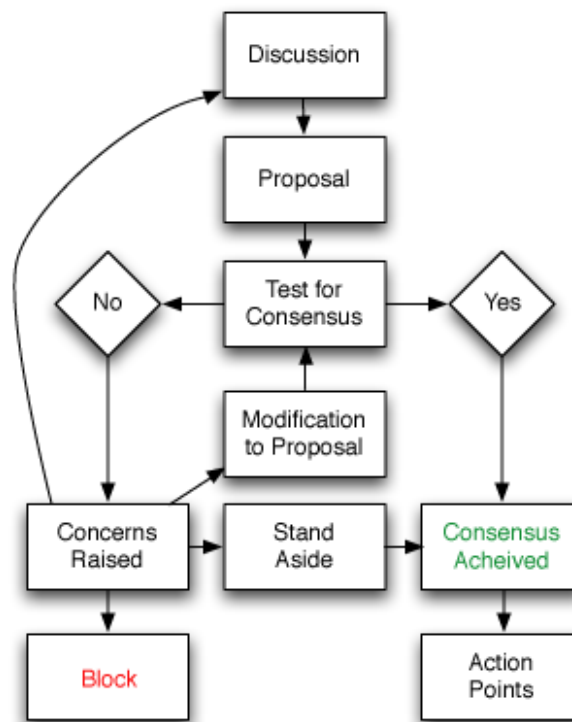 Discussion
Proposal
No
Test for
Consensus
Yes
Modification
to Proposal
Concerns
Raised
Stand
Aside
Consensus
Acheived
Block
Action
Points